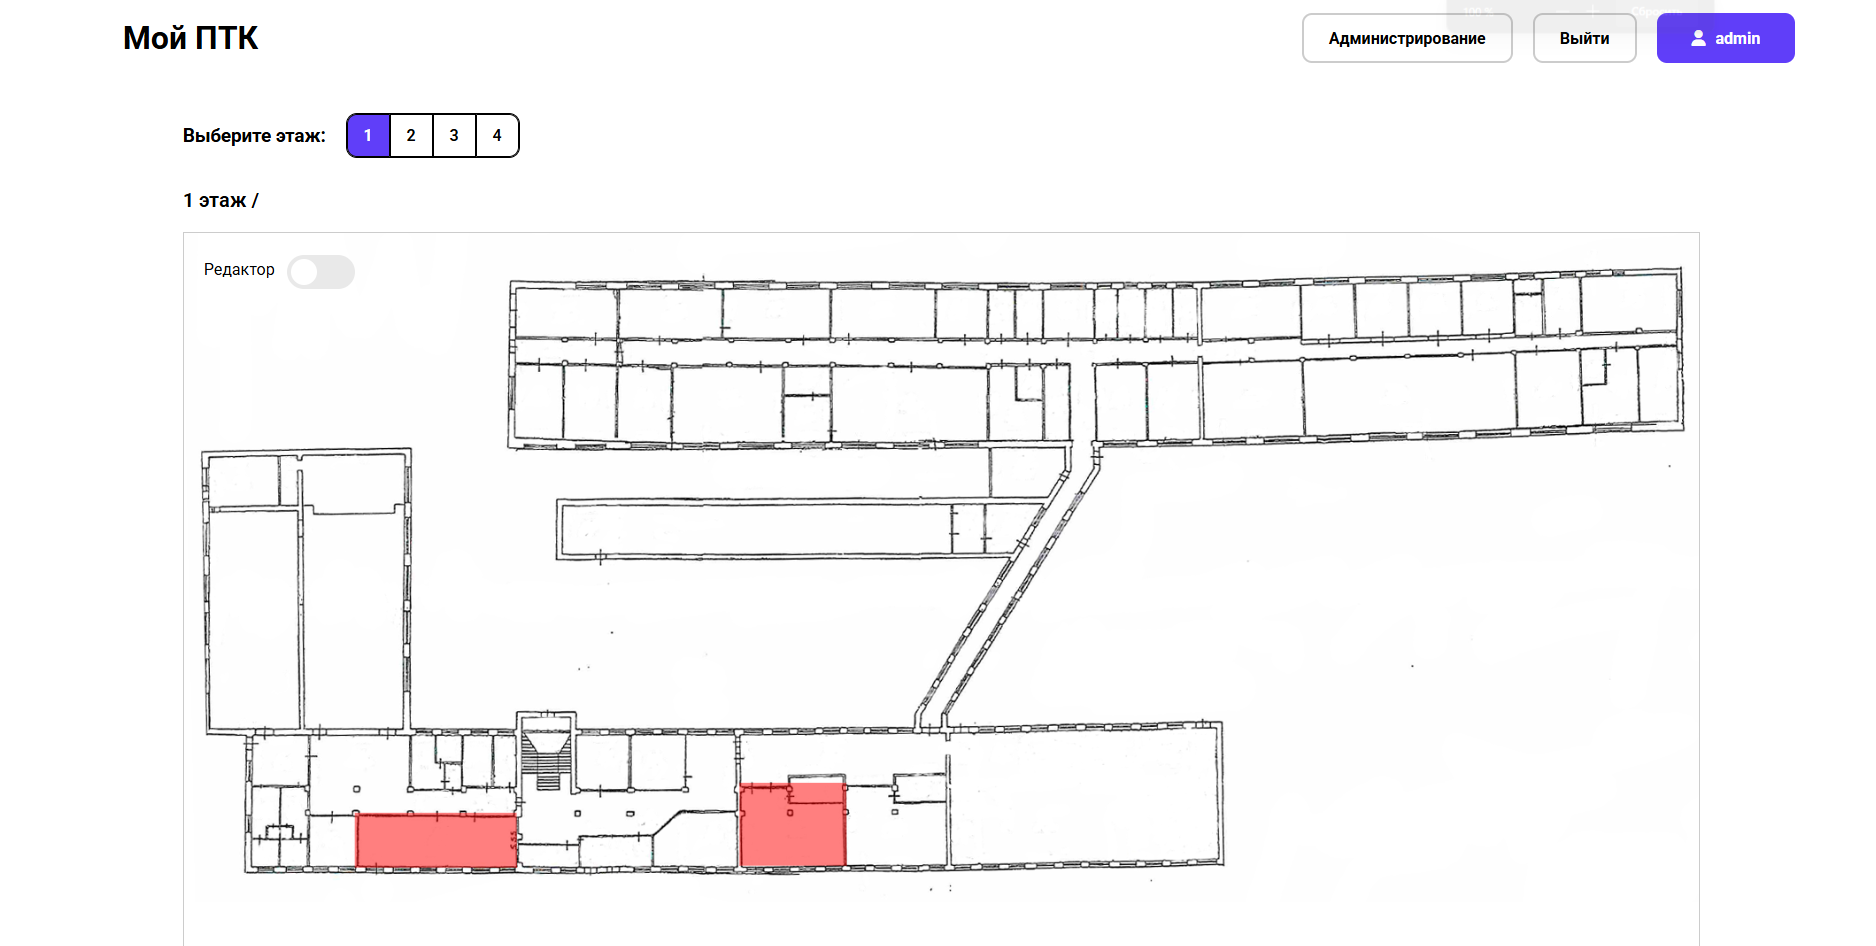 Мой ПТК
Администрирование
Выйти
admin
Выберите этаж: 1 2 3 4
1 этаж /
Редактор